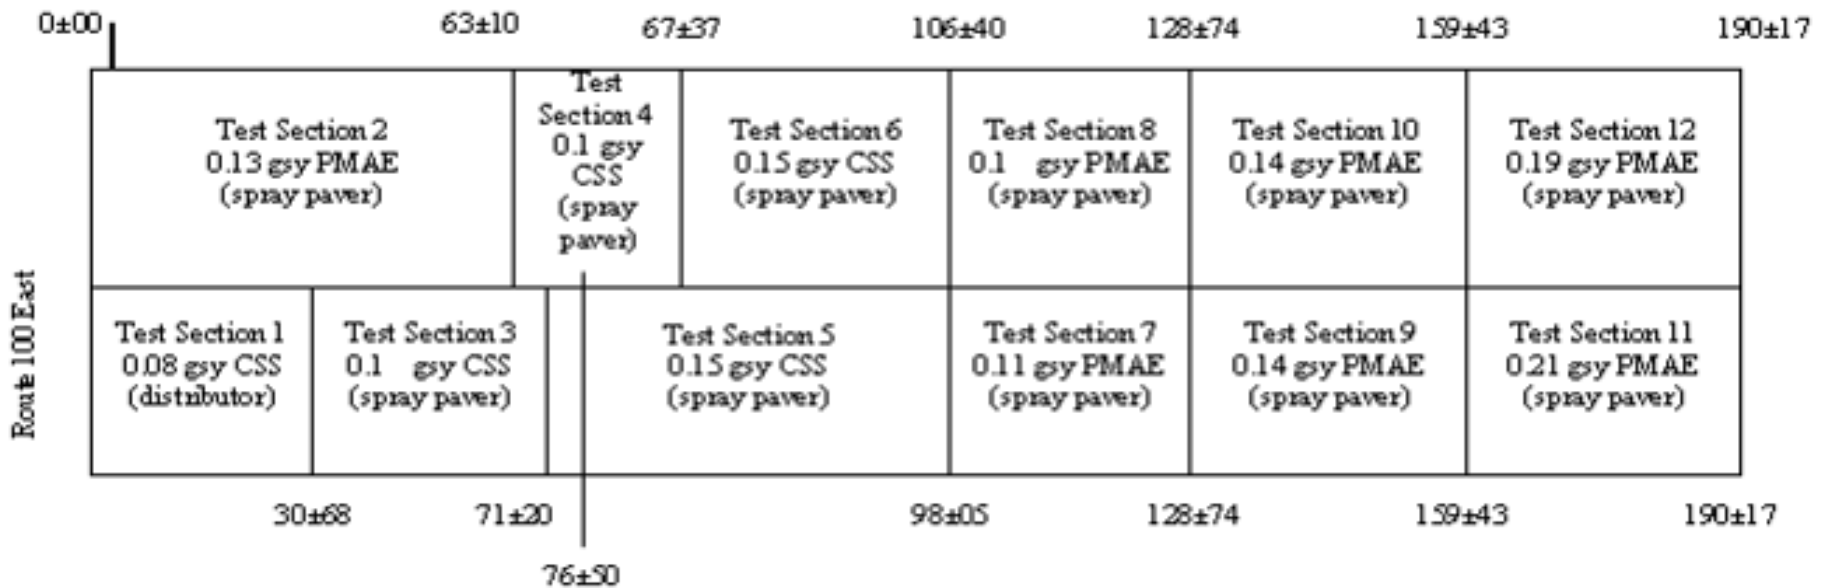 0±00 63±10 67±37 106±40 128±74 159±43 190±17
Test Section 2
0.13 gsy PMAE
(spray paver)
Test
Section 4
0.1 gsy
CSS
(spray
paver)
Test Section 6
0.15 gsy CSS
(spray paver)
Test Section 8
0.1 gsy PMAE
(spray paver)
Test Section 10
0.14 gsy PMAE
(spray paver)
Test Section 12
0.19 gsy PMAE
(spray paver)
Route 100 East
Test Section 1
0.08 gsy CSS
(distributor)
Test Section 3
0.1 gsy CSS
(spray paver)
Test Section 5
0.15 gsy CSS
(spray paver)
Test Section 7
0.11 gsy PMAE
(spray paver)
Test Section 9
0.14 gsy PMAE
(spray paver)
Test Section 11
0.21 gsy PMAE
(spray paver)
30±68 71±20 98±05 128±74 159±43 190±17
76±50